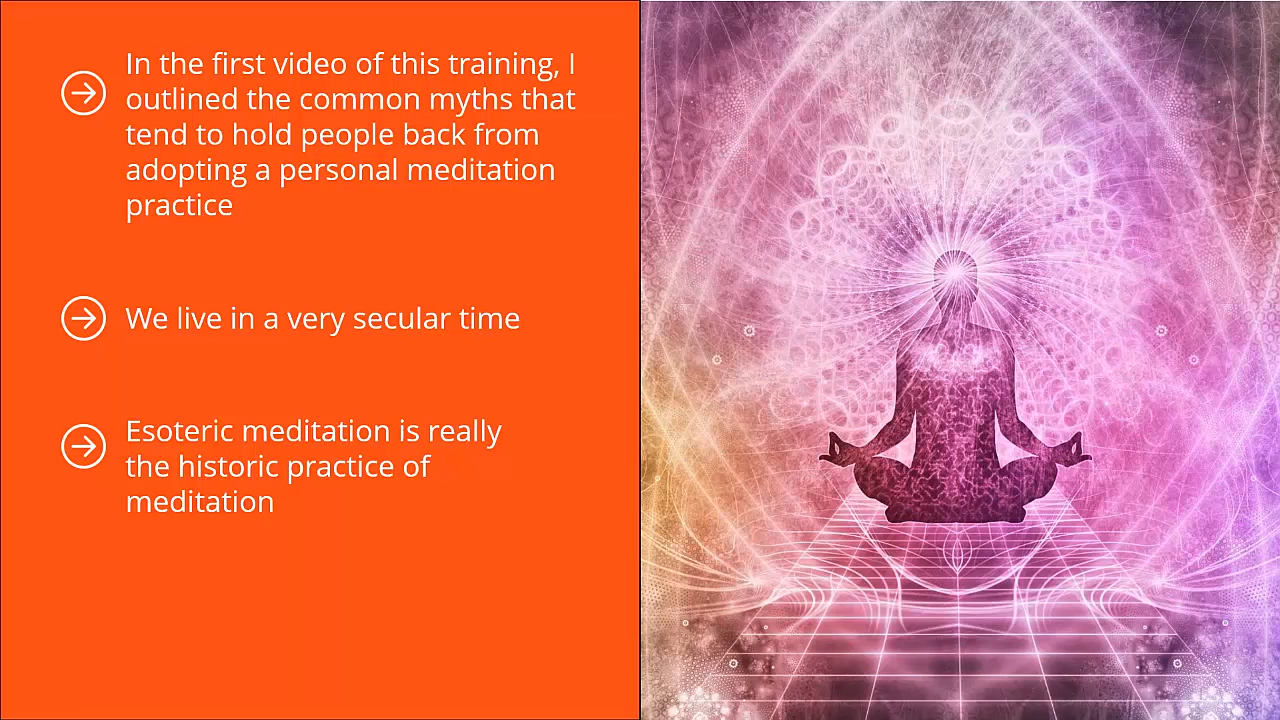 In the first video of this training, I
outlined the common myths that
tend to hold people back from
adopting a personal meditation
practice
We live in a very secular time
Esoteric meditation is really
the historic practice of
meditation